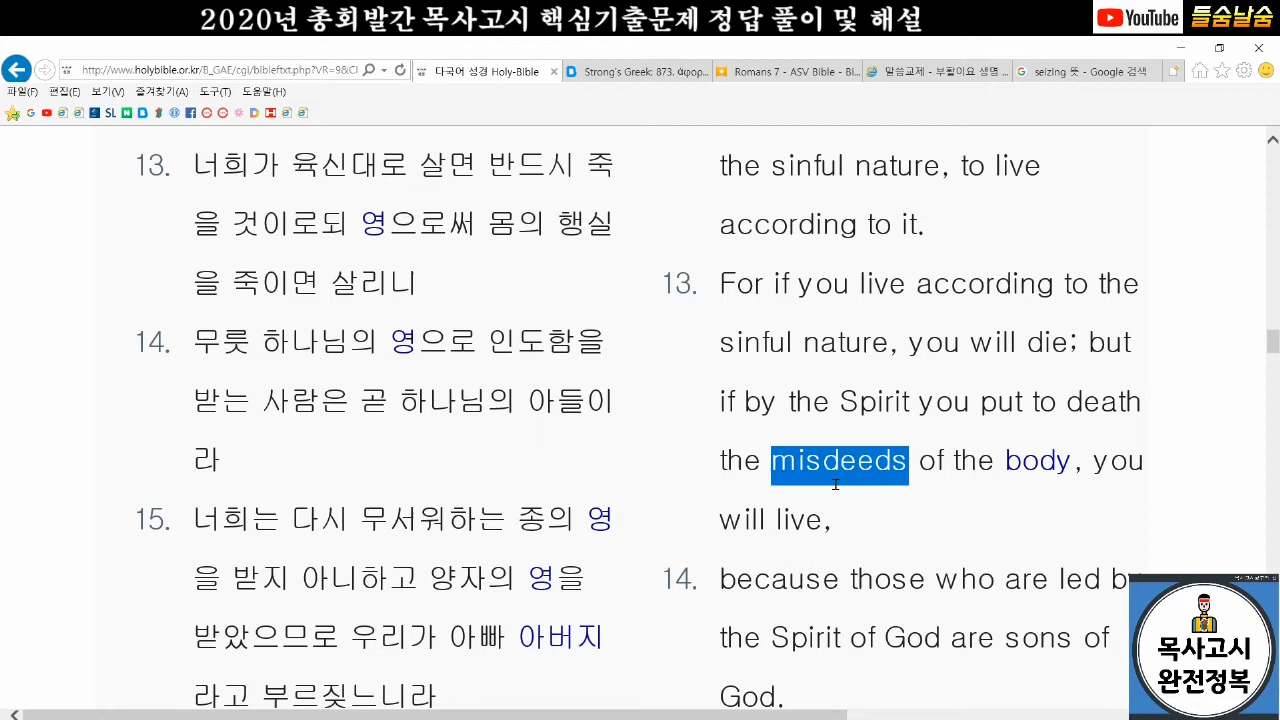 2020년 총회발간 목사고시 핵심기출문제 정답 풀이 및 해설
YouTube 들숨날숨
http://www.holybible.or.kr/B_GAE/cgi/bibleftxt.php?VR=9&CI
다국어 성경 Holy-Bible
Strong's Greek: 873. ἀφορ...
Romans 7 - ASV Bible - Bl...
말씀교제 - 부활이요 생명 ...
seizing 뜻 - Google 검색
파일(F) 편집(E) 보기(V) 즐겨찾기(A) 도구(T) 도움말(H)
13. 너희가 육신대로 살면 반드시 죽
을 것이로되 영으로써 몸의 행실
을 죽이면 살리니
14. 무릇 하나님의 영으로 인도함을
받는 사람은 곧 하나님의 아들이
라
15. 너희는 다시 무서워하는 종의 영
을 받지 아니하고 양자의 영을
받았으므로 우리가 아빠 아버지
라고 부르짖느니라
the sinful nature, to live
according to it.
13. For if you live according to the
sinful nature, you will die; but
if by the Spirit you put to death
the misdeeds of the body, you
will live,
14. because those who are led by
the Spirit of God are sons of
God.
목사고시
완전정복